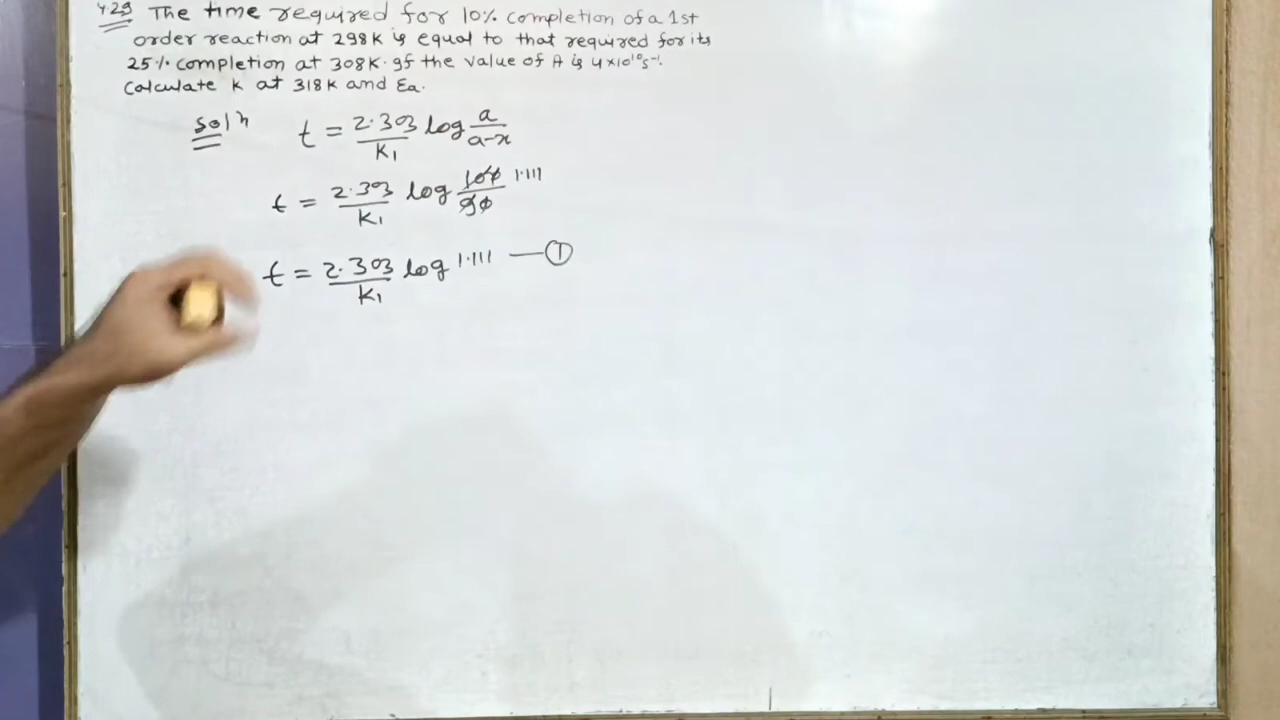 4.29 The time required for 10% completion of a 1st
order reaction at 298K is equal to that required for its
25% completion at 308K. If the value of A is 4×10¹⁰s⁻¹.
Calculate K at 318K and Ea.
Solⁿ t = 2.303/K₁ log a/a-x
t = 2.303/K₁ log 100/90 1.111
t = 2.303/K₁ log 1.111 — ①